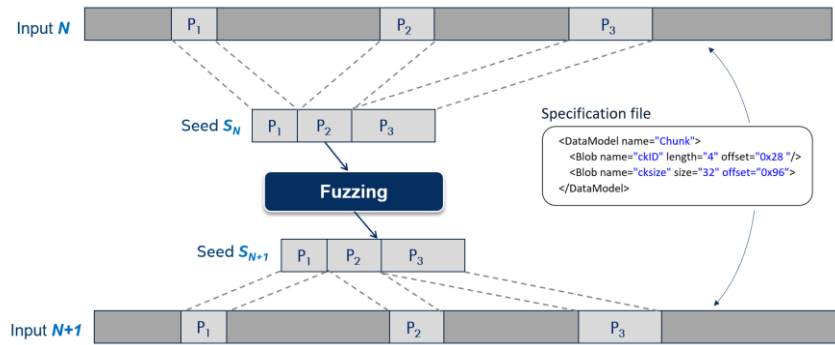 Input N
P1
P2
P3
Specification file
Seed SN
P1
P2
P3
<DataModel name="Chunk">
<Blob name="ckID" length="4" offset="0x28 "/>
<Blob name="cksize" size="32" offset="0x96">
</DataModel>
Fuzzing
Seed SN+1
P1
P2
P3
Input N+1
P1
P2
P3